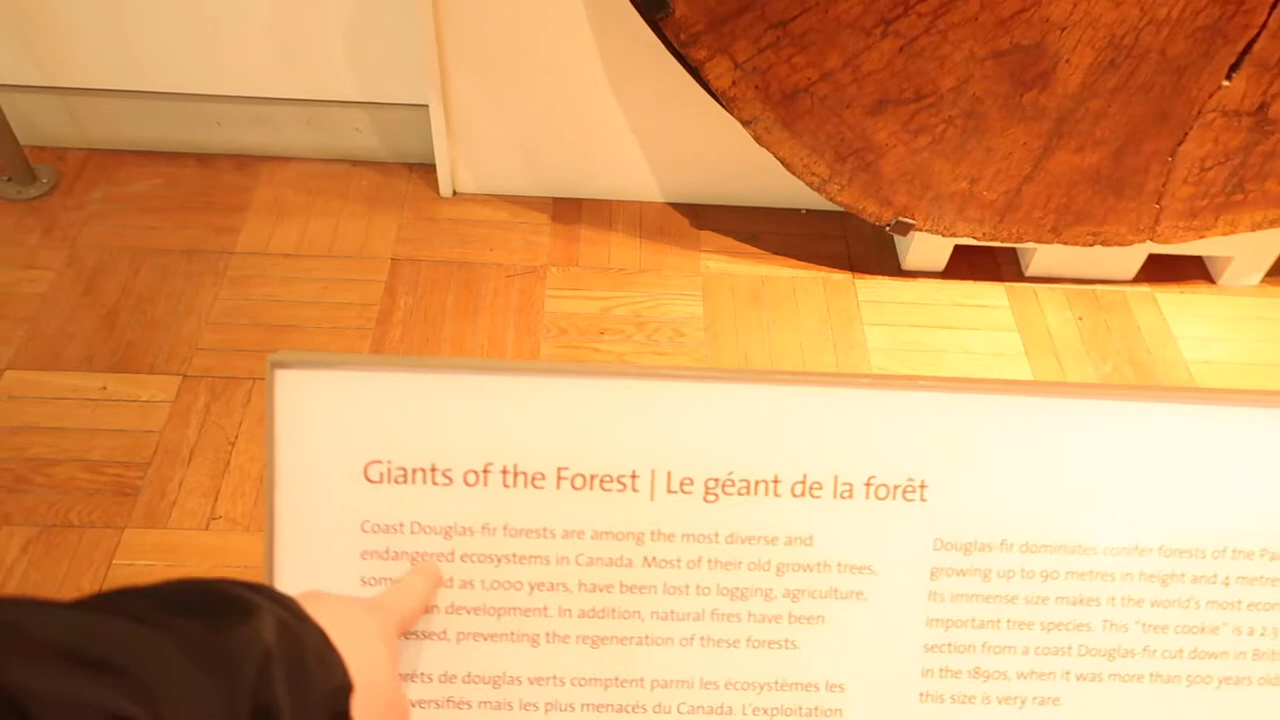 Giants of the Forest | Le géant de la forêt
Coast Douglas-fir forests are among the most diverse and
endangered ecosystems in Canada. Most of their old growth trees,
as 1,000 years, have been lost to logging, agriculture,
development. In addition, natural fires have been
preventing the regeneration of these forests.
de douglas verts comptent parmi les écosystèmes les
mais les plus menacés du Canada. L'exploitation
Douglas-fir dominates conifer forests of the
growing up to 90 metres in height and 4
Its immense size makes it the world's most
important tree species. This "tree cookie" is a
section from a coast Douglas-fir cut down in
in the 1890s, when it was more than 500 years
this size is very rare.